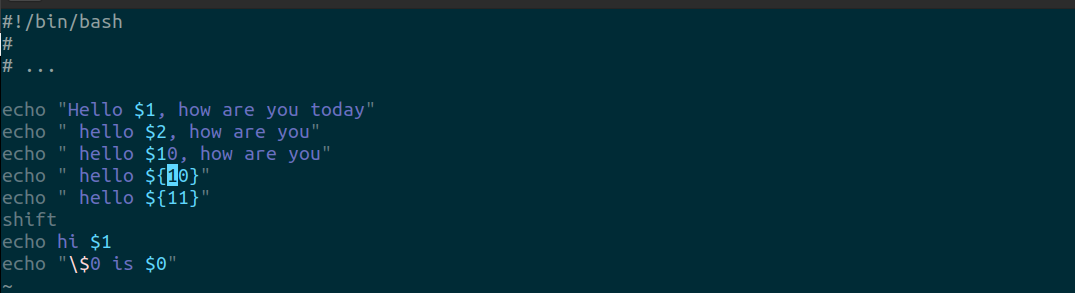 #!/bin/bash
#
# ...
echo "Hello $1, how are you today"
echo " hello $2, how are you"
echo " hello $10, how are you"
echo " hello ${10}"
echo " hello ${11}"
shift
echo hi $1
echo "\$0 is $0"
~